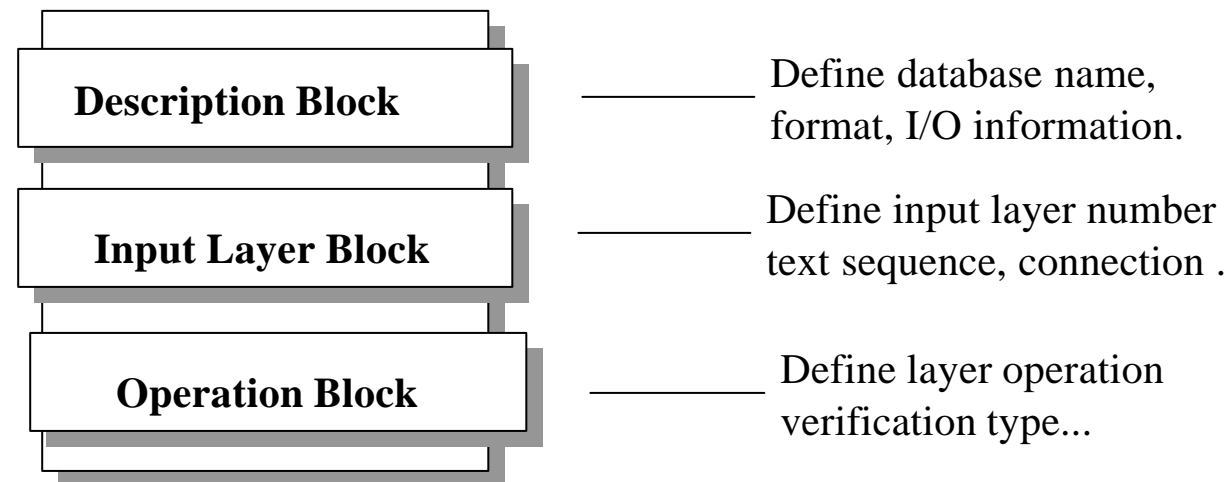 Description Block
Define database name,
format, I/O information.
Input Layer Block
Define input layer number
text sequence, connection .
Operation Block
Define layer operation
verification type...